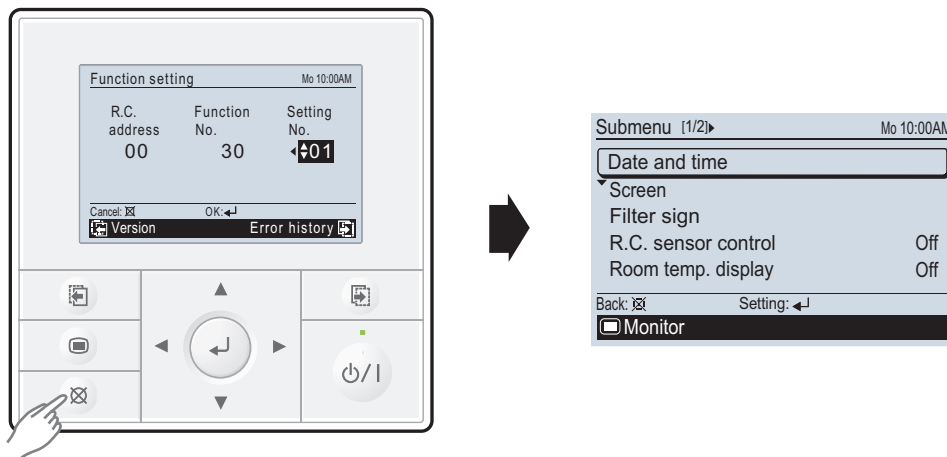 Function setting Mo 10:00AM
R.C. address Function No. Setting No.
00 30 01
Cancel: OK:
Version Error history
Submenu [1/2] Mo 10:00AM
Date and time
Screen
Filter sign
R.C. sensor control Off
Room temp. display Off
Back: Setting:
Monitor